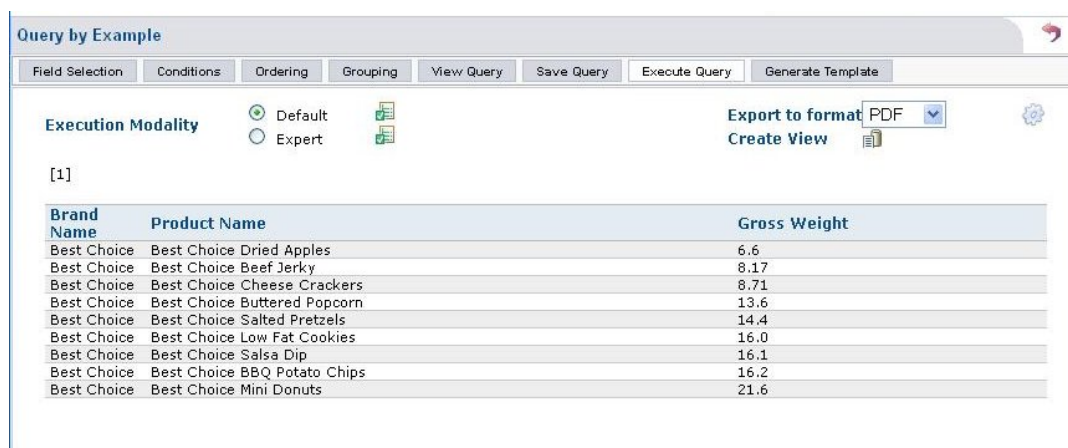 Query by Example
Field Selection Conditions Ordering Grouping View Query Save Query Execute Query Generate Template
Execution Modality Default Export to format PDF
Expert Create View
[1]
Brand Name Product Name Gross Weight
Best Choice Best Choice Dried Apples 6.6
Best Choice Best Choice Beef Jerky 8.17
Best Choice Best Choice Cheese Crackers 8.71
Best Choice Best Choice Buttered Popcorn 13.6
Best Choice Best Choice Salted Pretzels 14.4
Best Choice Best Choice Low Fat Cookies 16.0
Best Choice Best Choice Salsa Dip 16.1
Best Choice Best Choice BBQ Potato Chips 16.2
Best Choice Best Choice Mini Donuts 21.6